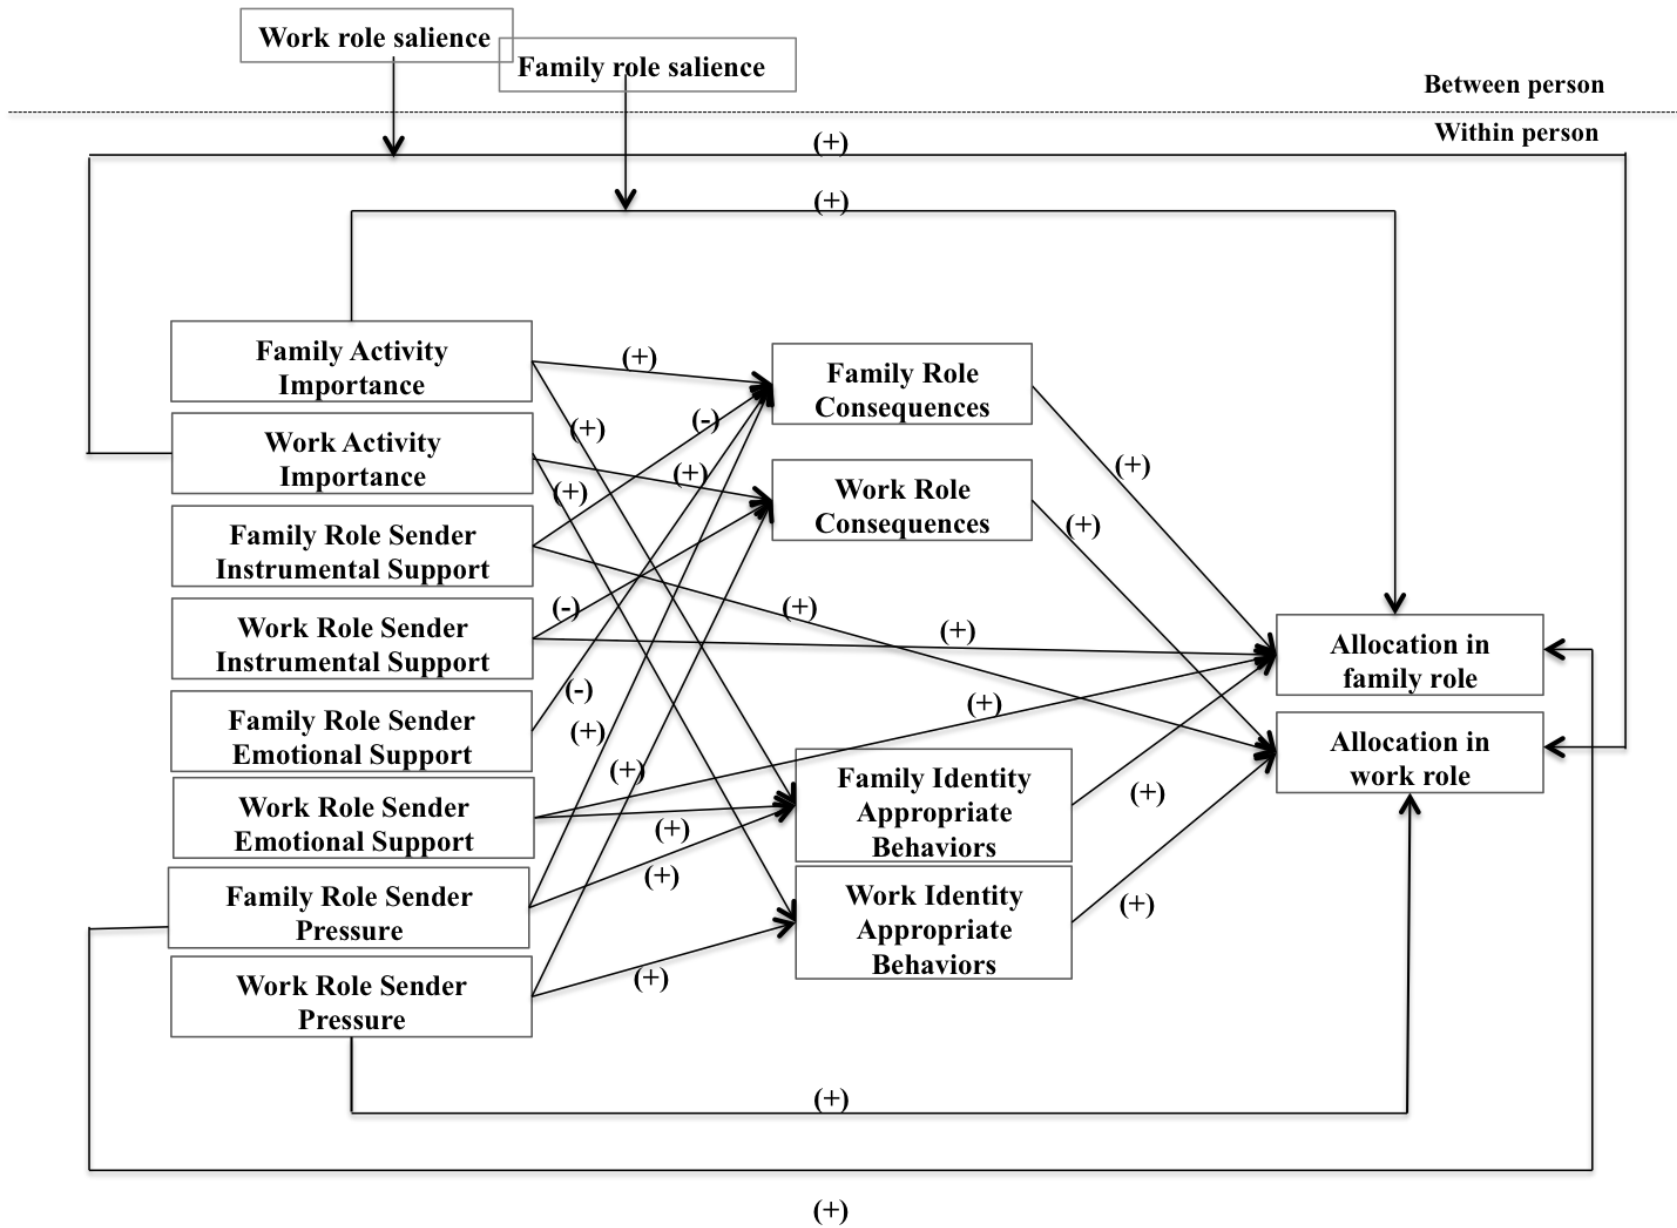 Work role salience
Family role salience
Between person
Within person
(+)
(+)
Family Activity
Importance
Work Activity
Importance
Family Role Sender
Instrumental Support
Work Role Sender
Instrumental Support
Family Role Sender
Emotional Support
Work Role Sender
Emotional Support
Family Role Sender
Pressure
Work Role Sender
Pressure
(+)
(+)
(-)
(+)
(+)
(-)
(-)
(+)
(+)
(+)
(+)
(+)
Family Role
Consequences
Work Role
Consequences
(+)
(+)
(+)
(+)
(+)
Family Identity
Appropriate
Behaviors
Work Identity
Appropriate
Behaviors
(+)
(+)
Allocation in
family role
Allocation in
work role
(+)
(+)